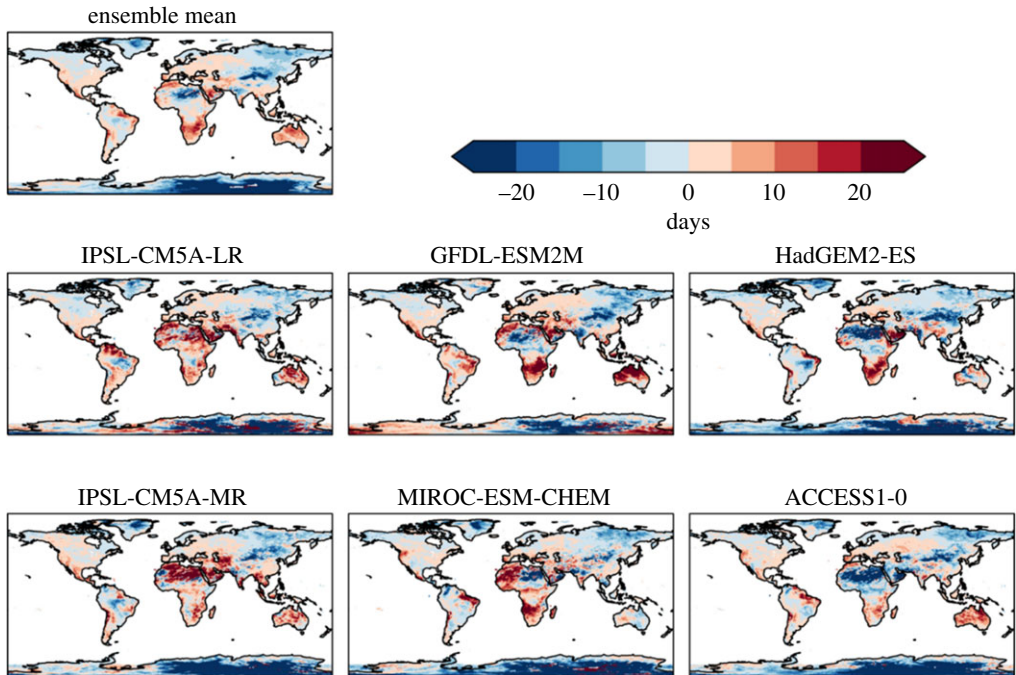 ensemble mean
–20 –10 0 10 20
days
IPSL-CM5A-LR GFDL-ESM2M HadGEM2-ES
IPSL-CM5A-MR MIROC-ESM-CHEM ACCESS1-0